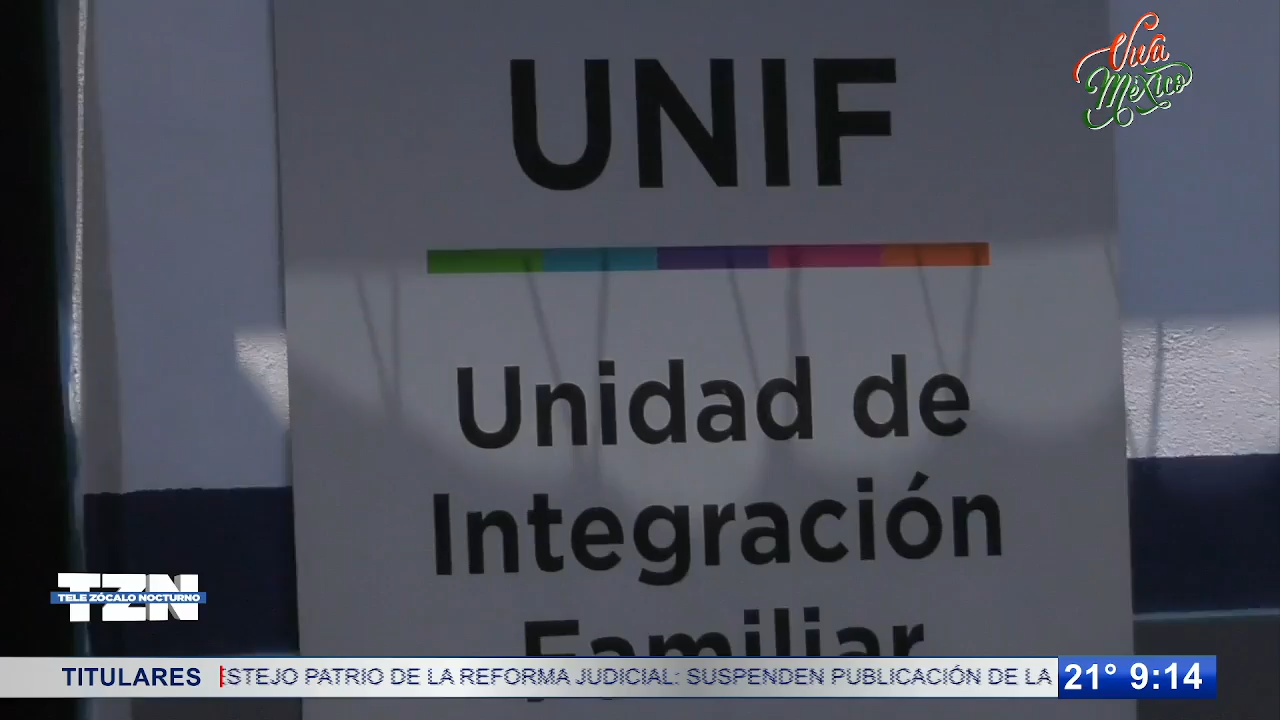 Viva
México
UNIF
Unidad de
Integración
Familiar
TZN
TELE ZÓCALO NOCTURNO
TITULARES
STEJO PATRIO DE LA REFORMA JUDICIAL: SUSPENDEN PUBLICACIÓN DE LA
21° 9:14